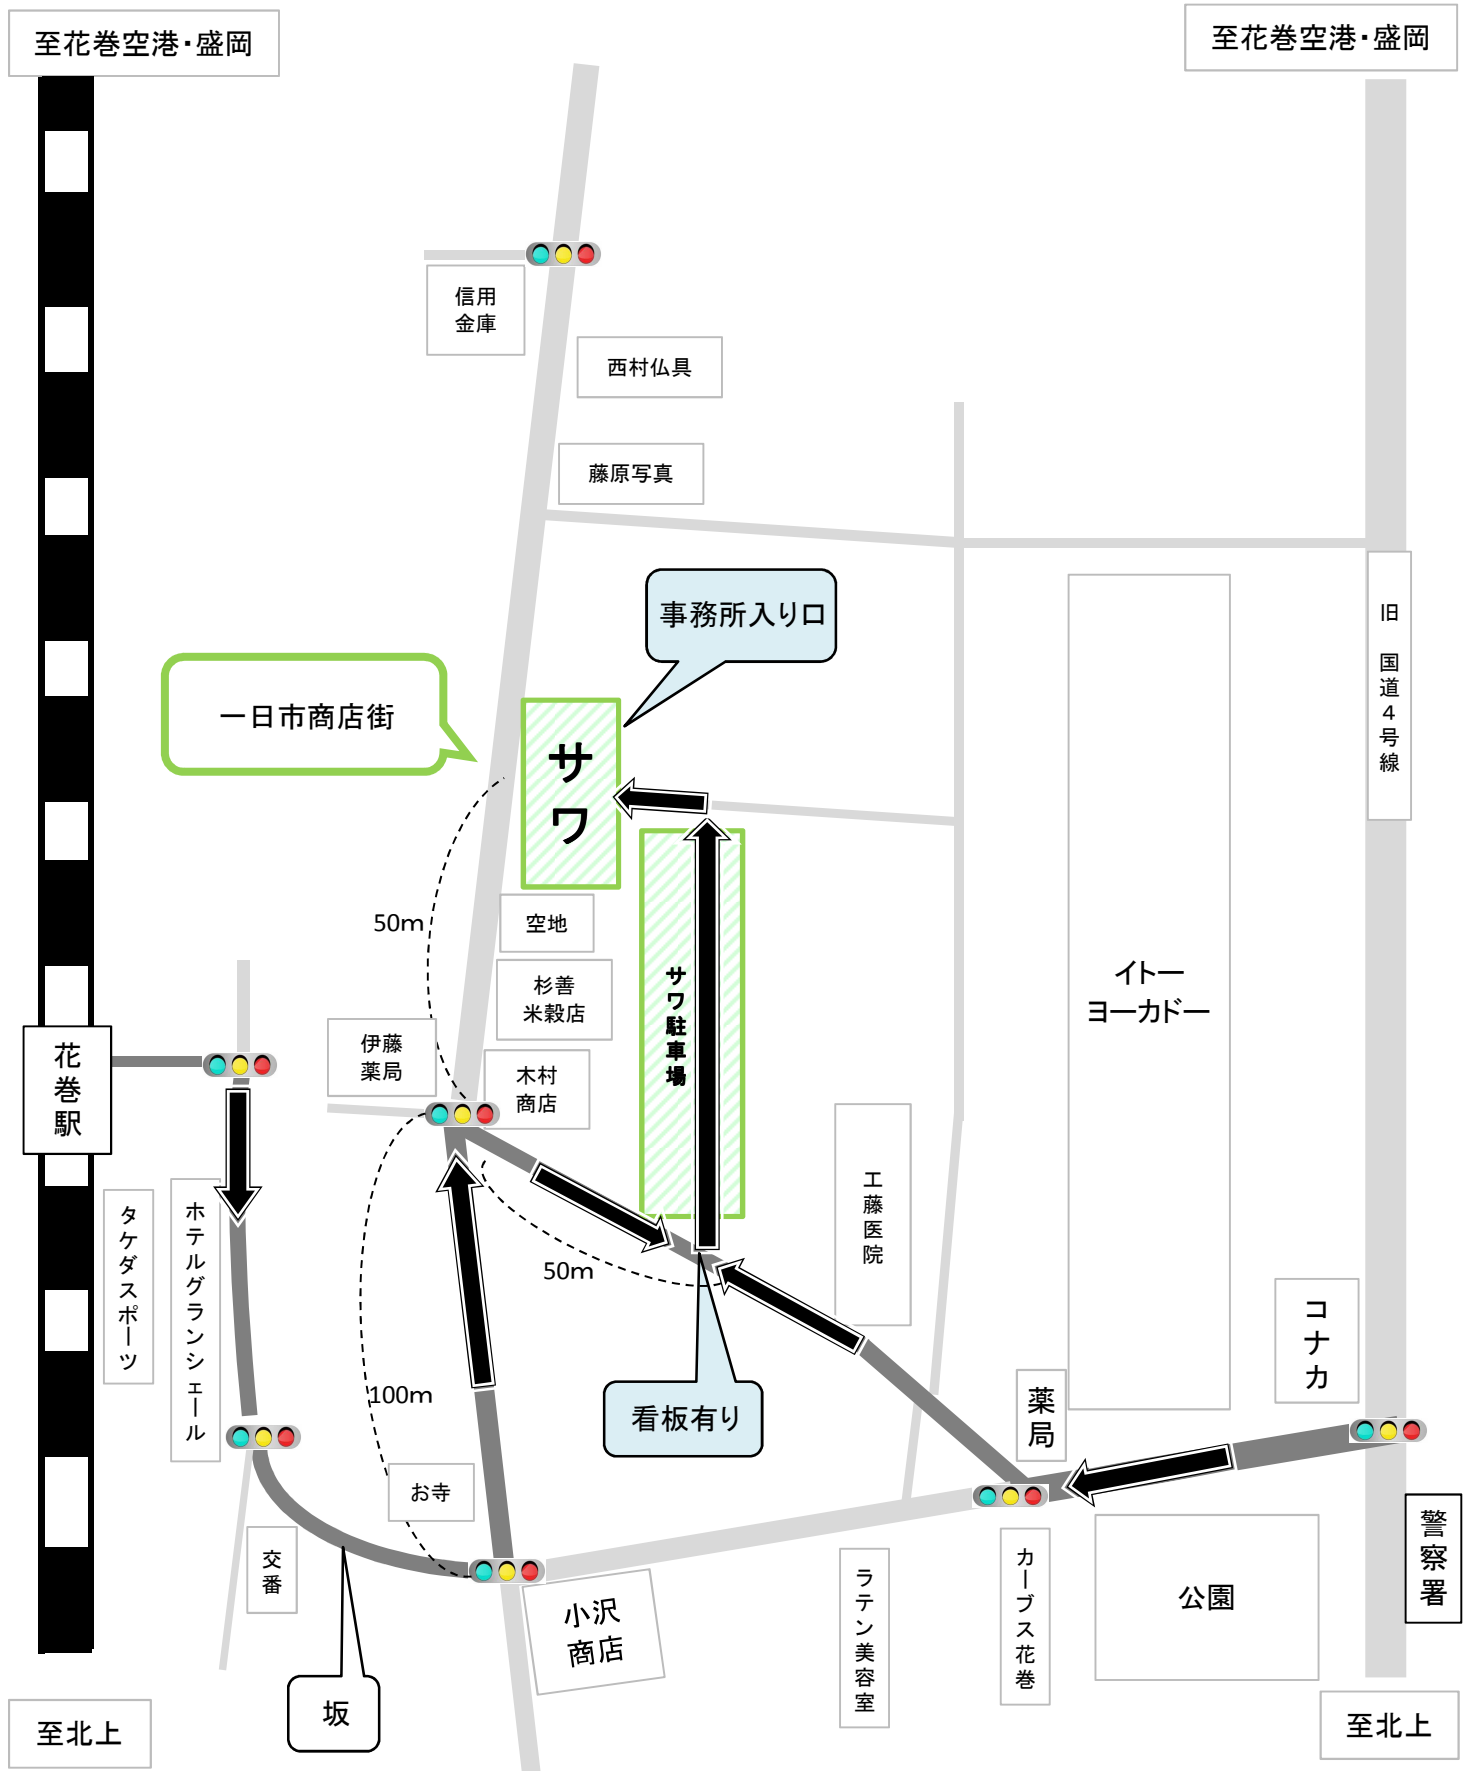 至花巻空港・盛岡
至花巻空港・盛岡
信用
金庫
西村仏具
藤原写真
事務所入り口
旧　国道４号線
一日市商店街
サワ
50m
空地
杉善
米穀店
サワ駐車場
イトー
ヨーカドー
花巻駅
伊藤
薬局
木村
商店
工藤医院
タケダスポーツ
ホテルグランシェール
50m
コナカ
100m
看板有り
薬局
お寺
警察署
交番
小沢
商店
ラテン美容室
カーブス花巻
公園
坂
至北上
至北上